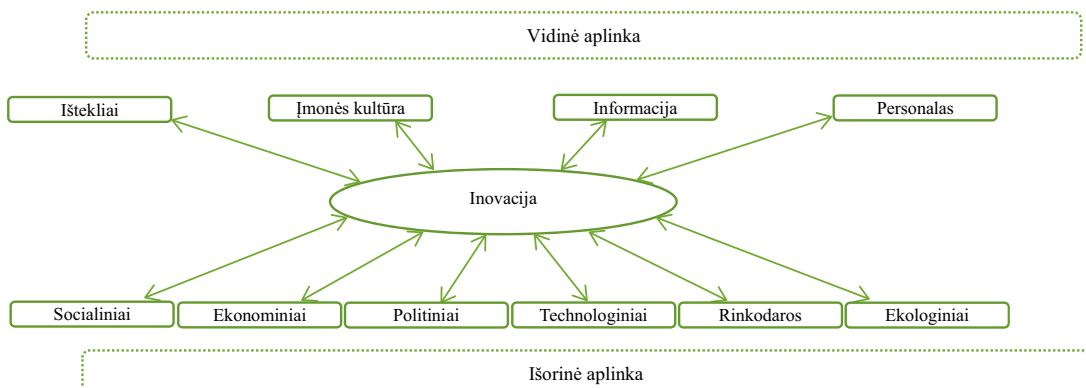 Vidinė aplinka
Ištekliai
Įmonės kultūra
Informacija
Personalas
Inovacija
Socialiniai
Ekonominiai
Politiniai
Technologiniai
Rinkodaros
Ekologiniai
Išorinė aplinka